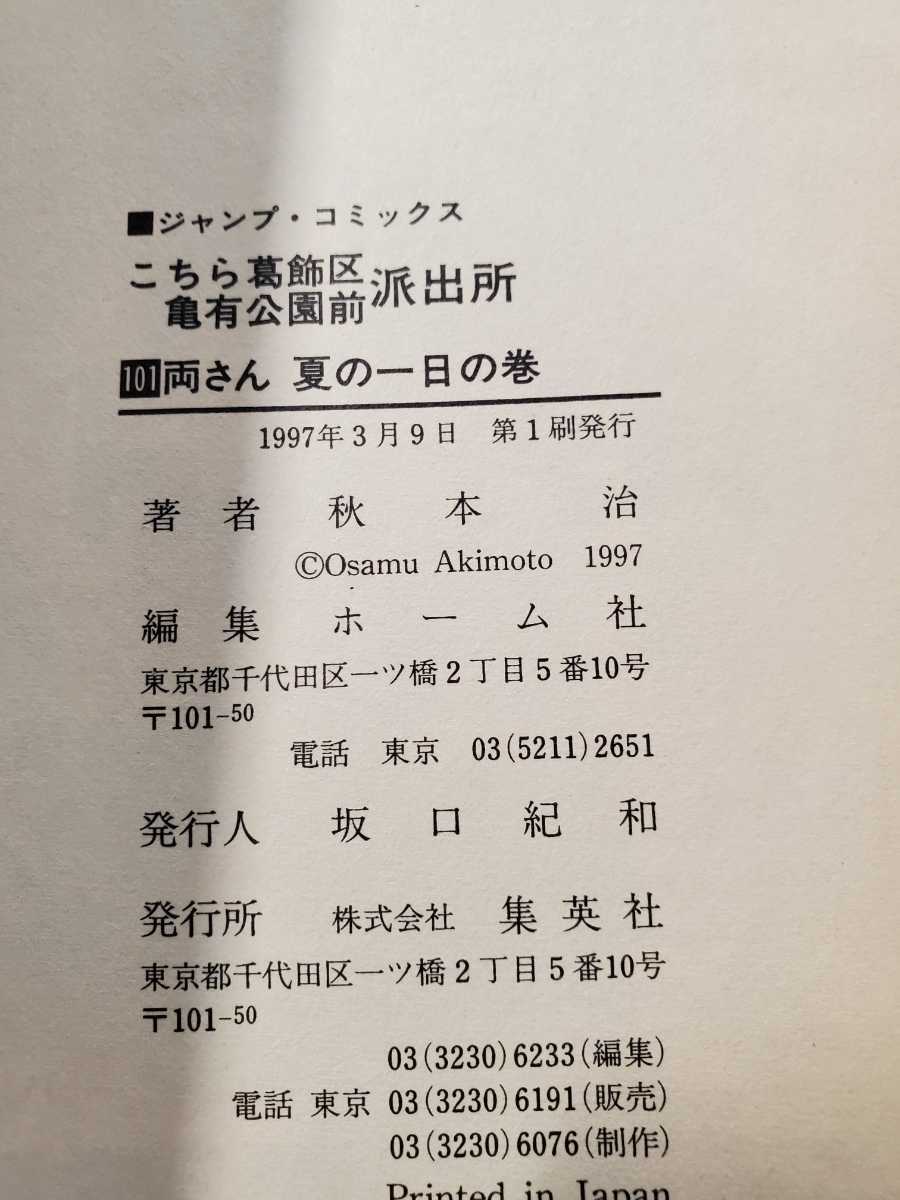 ■ジャンプ・コミックス
こちら葛飾区亀有公園前派出所
101両さん 夏の一日の巻
1997年3月9日 第1刷発行
著者 秋本 治
©Osamu Akimoto 1997
編集 ホーム社
東京都千代田区一ツ橋2丁目5番10号
〒101-50
電話 東京 03(5211)2651
発行人 坂口紀和
発行所 株式会社 集英社
東京都千代田区一ツ橋2丁目5番10号
〒101-50
03(3230)6233(編集)
電話 東京 03(3230)6191(販売)
03(3230)6076(制作)
Printed in Japan